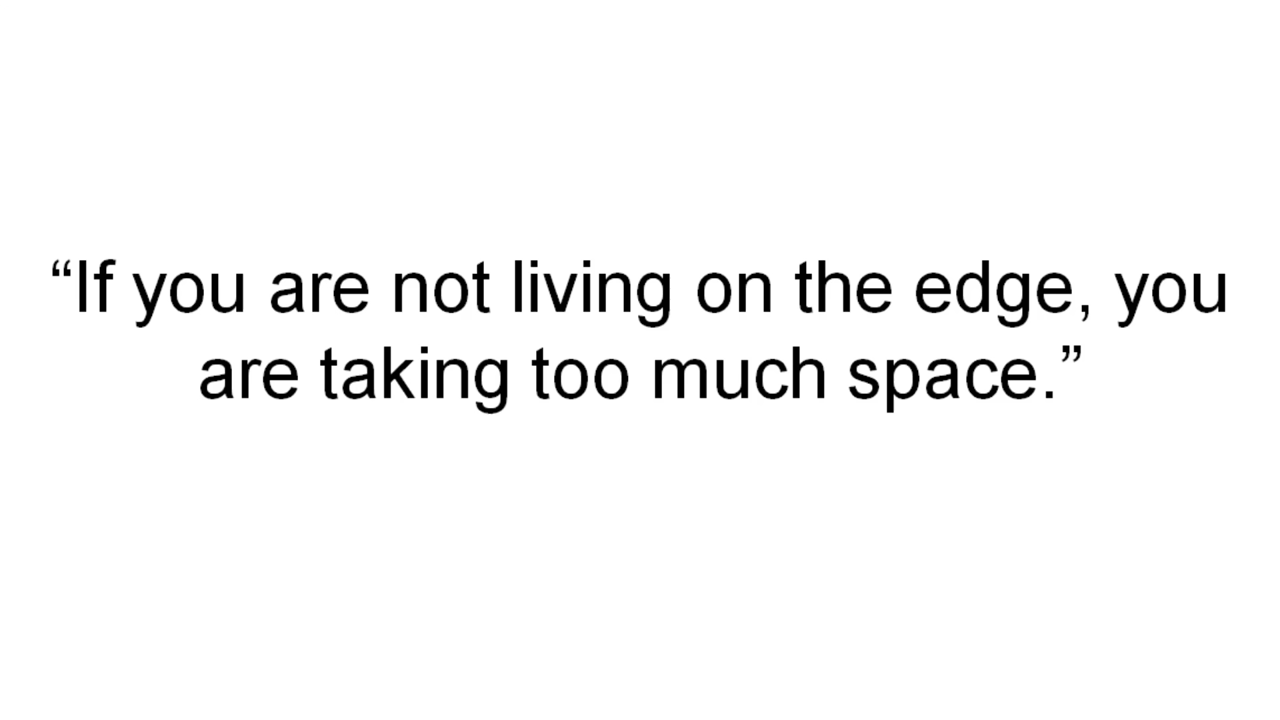 “If you are not living on the edge, you
are taking too much space.”